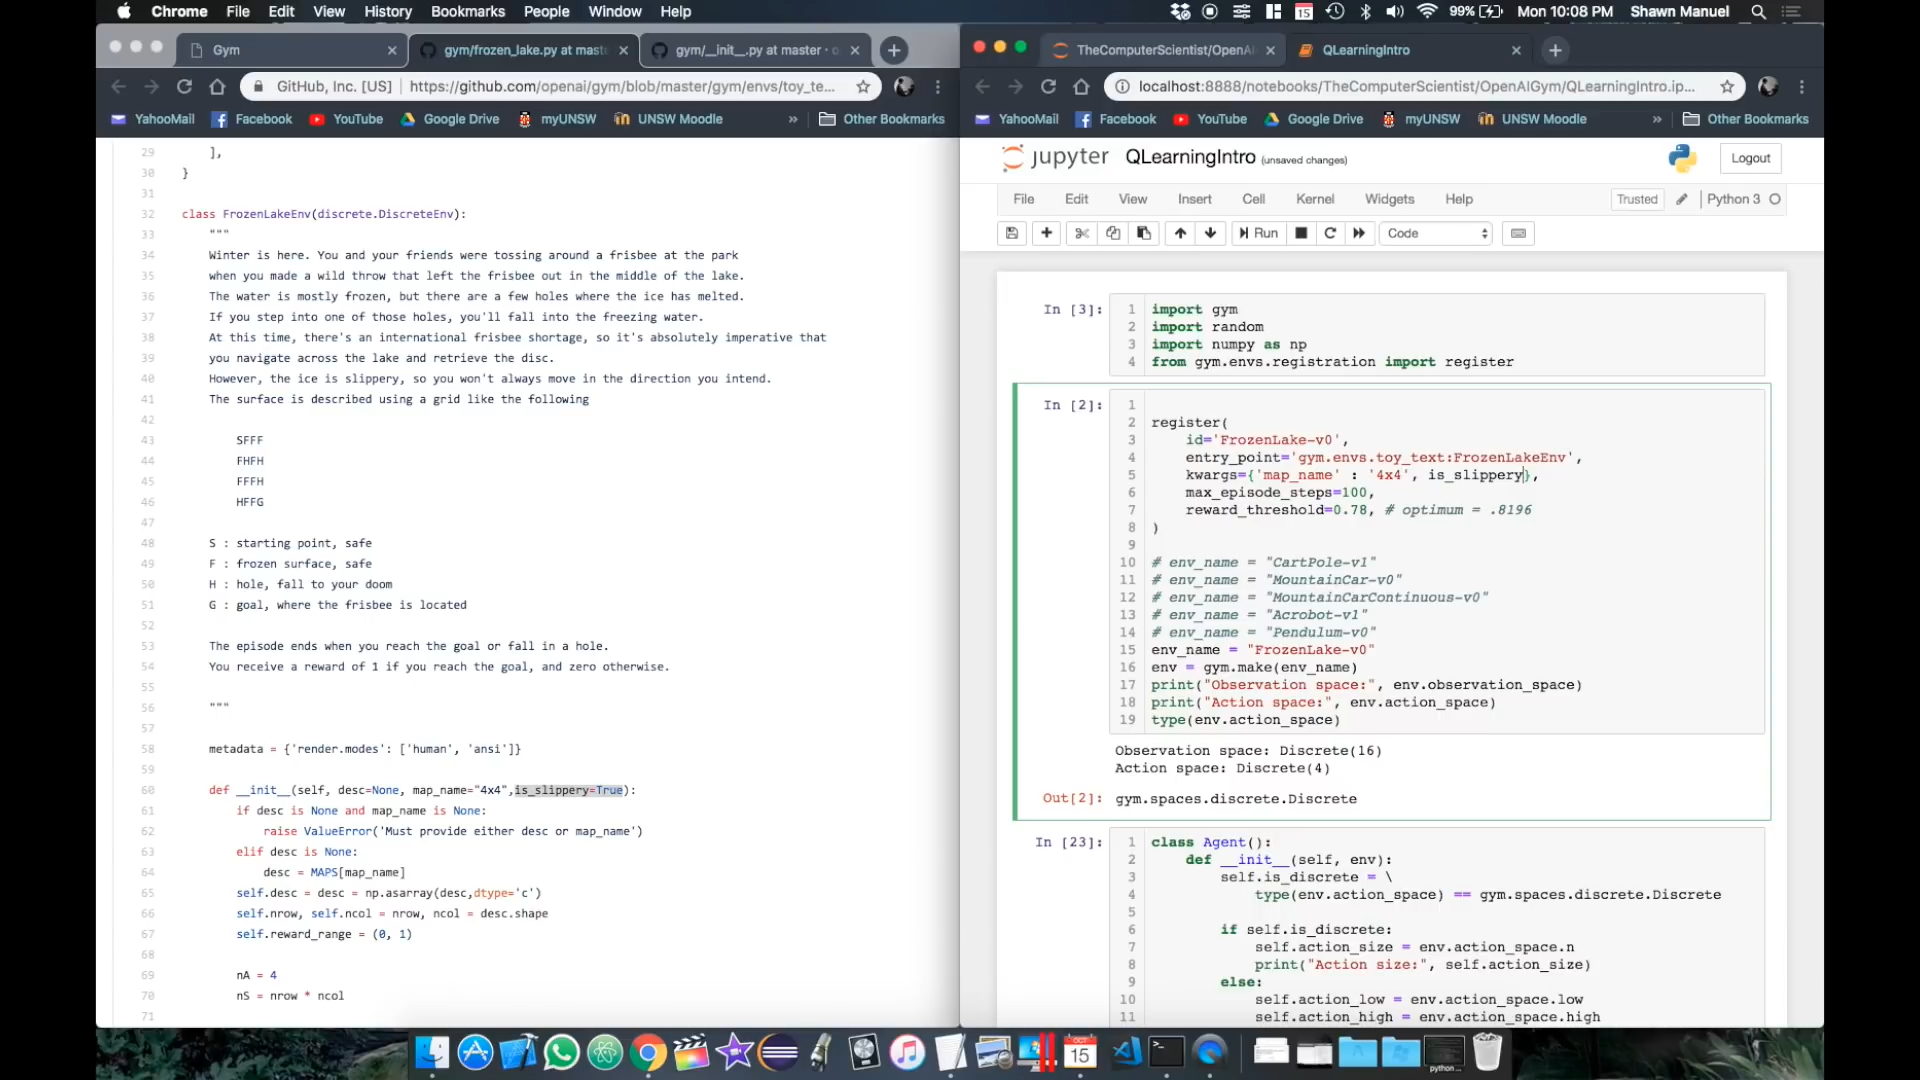 Chrome File Edit View History Bookmarks People Window Help
15 99% Mon 10:08 PM Shawn Manuel
Gym
gym/frozen_lake.py at mast
gym/__init__.py at master · o
GitHub, Inc. [US] | https://github.com/openai/gym/blob/master/gym/envs/toy_te...
YahooMail Facebook YouTube Google Drive myUNSW UNSW Moodle » Other Bookmarks
29 ],
30 }
31
32 class FrozenLakeEnv(discrete.DiscreteEnv):
33 """
34 Winter is here. You and your friends were tossing around a frisbee at the park
35 when you made a wild throw that left the frisbee out in the middle of the lake.
36 The water is mostly frozen, but there are a few holes where the ice has melted.
37 If you step into one of those holes, you'll fall into the freezing water.
38 At this time, there's an international frisbee shortage, so it's absolutely imperative that
39 you navigate across the lake and retrieve the disc.
40 However, the ice is slippery, so you won't always move in the direction you intend.
41 The surface is described using a grid like the following
42
43 SFFF
44 FHFH
45 FFFH
46 HFFG
47
48 S : starting point, safe
49 F : frozen surface, safe
50 H : hole, fall to your doom
51 G : goal, where the frisbee is located
52
53 The episode ends when you reach the goal or fall in a hole.
54 You receive a reward of 1 if you reach the goal, and zero otherwise.
55
56 """
57
58 metadata = {'render.modes': ['human', 'ansi']}
59
60 def __init__(self, desc=None, map_name="4x4",is_slippery=True):
61 if desc is None and map_name is None:
62 raise ValueError('Must provide either desc or map_name')
63 elif desc is None:
64 desc = MAPS[map_name]
65 self.desc = desc = np.asarray(desc,dtype='c')
66 self.nrow, self.ncol = nrow, ncol = desc.shape
67 self.reward_range = (0, 1)
68
69 nA = 4
70 nS = nrow * ncol
71
TheComputerScientist/OpenAI
QLearningIntro
localhost:8888/notebooks/TheComputerScientist/OpenAIGym/QLearningIntro.ip...
YahooMail Facebook YouTube Google Drive myUNSW UNSW Moodle » Other Bookmarks
jupyter QLearningIntro (unsaved changes) Logout
File Edit View Insert Cell Kernel Widgets Help Trusted Python 3
Run Code
In [3]:
1 import gym
2 import random
3 import numpy as np
4 from gym.envs.registration import register
In [2]:
1
2 register(
3 id='FrozenLake-v0',
4 entry_point='gym.envs.toy_text:FrozenLakeEnv',
5 kwargs={'map_name' : '4x4', is_slippery},
6 max_episode_steps=100,
7 reward_threshold=0.78, # optimum = .8196
8 )
9
10 # env_name = "CartPole-v1"
11 # env_name = "MountainCar-v0"
12 # env_name = "MountainCarContinuous-v0"
13 # env_name = "Acrobot-v1"
14 # env_name = "Pendulum-v0"
15 env_name = "FrozenLake-v0"
16 env = gym.make(env_name)
17 print("Observation space:", env.observation_space)
18 print("Action space:", env.action_space)
19 type(env.action_space)
Observation space: Discrete(16)
Action space: Discrete(4)
Out[2]: gym.spaces.discrete.Discrete
In [23]:
1 class Agent():
2 def __init__(self, env):
3 self.is_discrete = \
4 type(env.action_space) == gym.spaces.discrete.Discrete
5
6 if self.is_discrete:
7 self.action_size = env.action_space.n
8 print("Action size:", self.action_size)
9 else:
10 self.action_low = env.action_space.low
11 self.action_high = env.action_space.high
OCT
15
python...